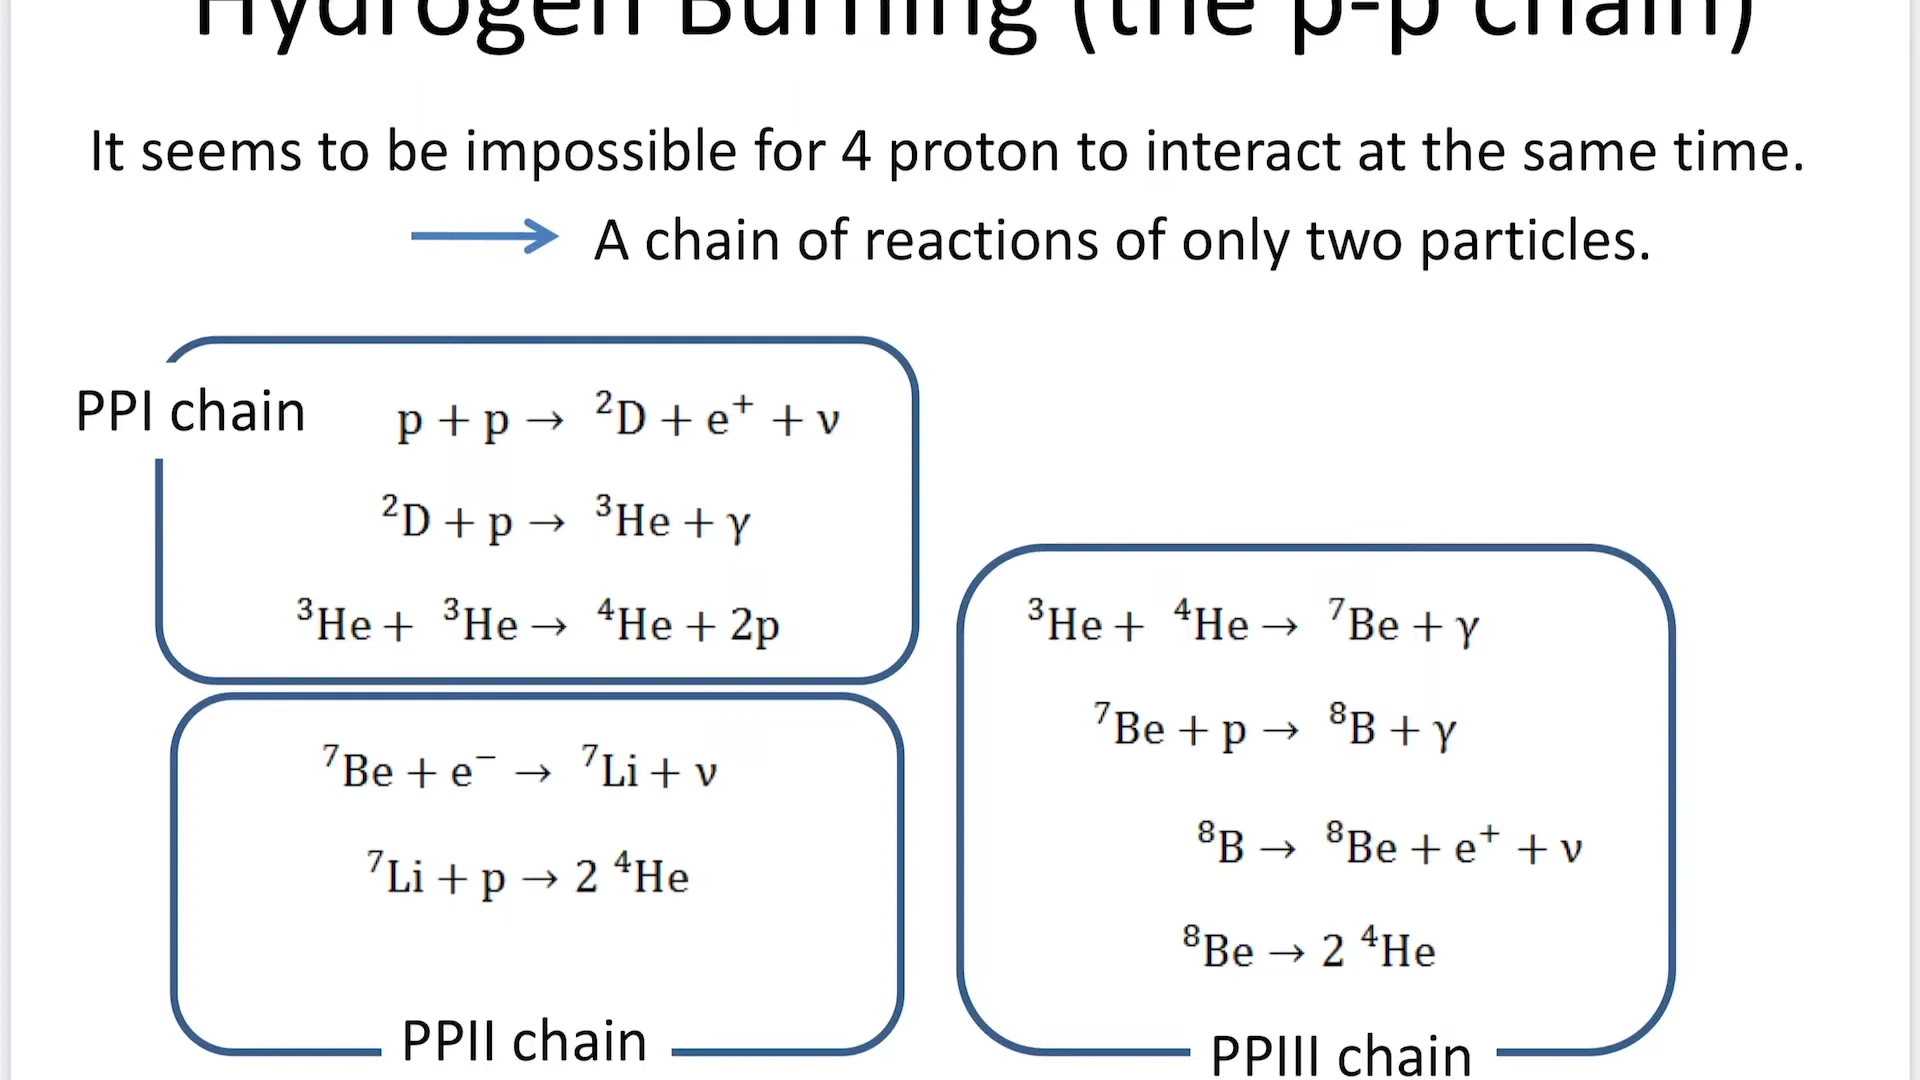 Hydrogen Burning (the p-p chain)
It seems to be impossible for 4 proton to interact at the same time.
→ A chain of reactions of only two particles.
PPI chain
p + p → ²D + e⁺ + ν
²D + p → ³He + γ
³He + ³He → ⁴He + 2p
⁷Be + e⁻ → ⁷Li + ν
⁷Li + p → 2 ⁴He
PPII chain
³He + ⁴He → ⁷Be + γ
⁷Be + p → ⁸B + γ
⁸B → ⁸Be + e⁺ + ν
⁸Be → 2 ⁴He
PPIII chain